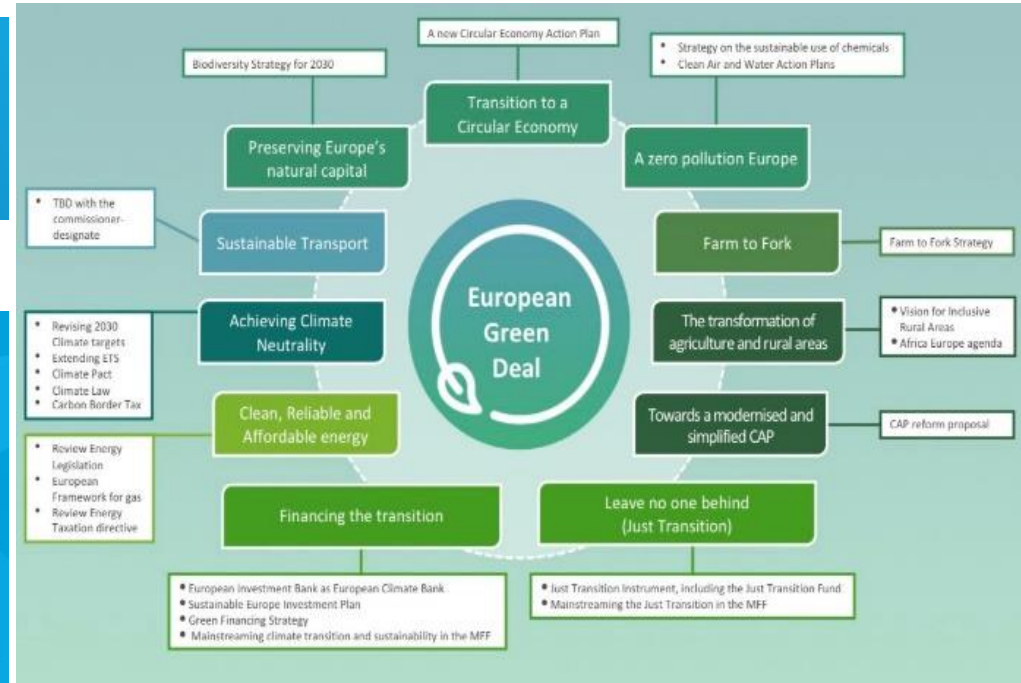 A new Circular Economy Action Plan
• Strategy on the sustainable use of chemicals
• Clean Air and Water Action Plans
Biodiversity Strategy for 2030
Transition to a
Circular Economy
Preserving Europe's
natural capital
A zero pollution Europe
• TBD with the
commissioner-
designate
Sustainable Transport
Farm to Fork
Farm to Fork Strategy
European
Green
Deal
• Revising 2030
Climate targets
• Extending ETS
• Climate Pact
• Climate Law
• Carbon Border Tax
Achieving Climate
Neutrality
The transformation of
agriculture and rural areas
• Vision for Inclusive
Rural Areas
• Africa Europe agenda
Clean, Reliable and
Affordable energy
Towards a modernised and
simplified CAP
CAP reform proposal
• Review Energy
Legislation
• European
Framework for gas
• Review Energy
Taxation directive
Financing the transition
Leave no one behind
(Just Transition)
• European Investment Bank as European Climate Bank
• Sustainable Europe Investment Plan
• Green Financing Strategy
• Mainstreaming climate transition and sustainability in the MFF
• Just Transition Instrument, including the Just Transition Fund
• Mainstreaming the Just Transition in the MFF